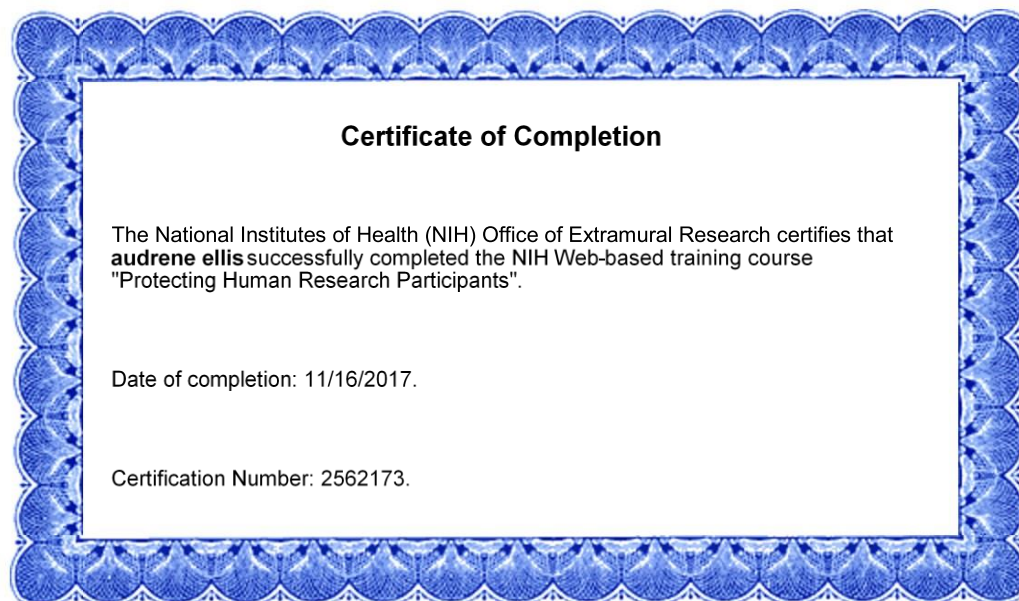 Certificate of Completion
The National Institutes of Health (NIH) Office of Extramural Research certifies that
audrene ellis successfully completed the NIH Web-based training course
"Protecting Human Research Participants".
Date of completion: 11/16/2017.
Certification Number: 2562173.